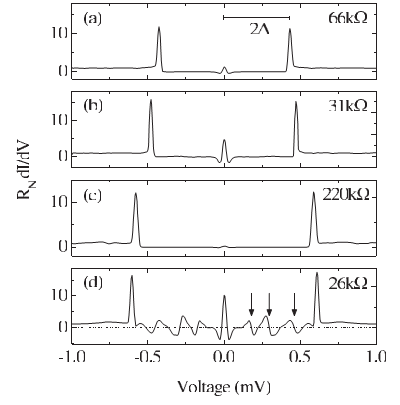 (a) 66kΩ
2Δ
10
0
(b) 31kΩ
10
0
(c) 220kΩ
10
0
(d) 26kΩ
10
0
R_N dI/dV
-1.0 -0.5 0.0 0.5 1.0
Voltage (mV)